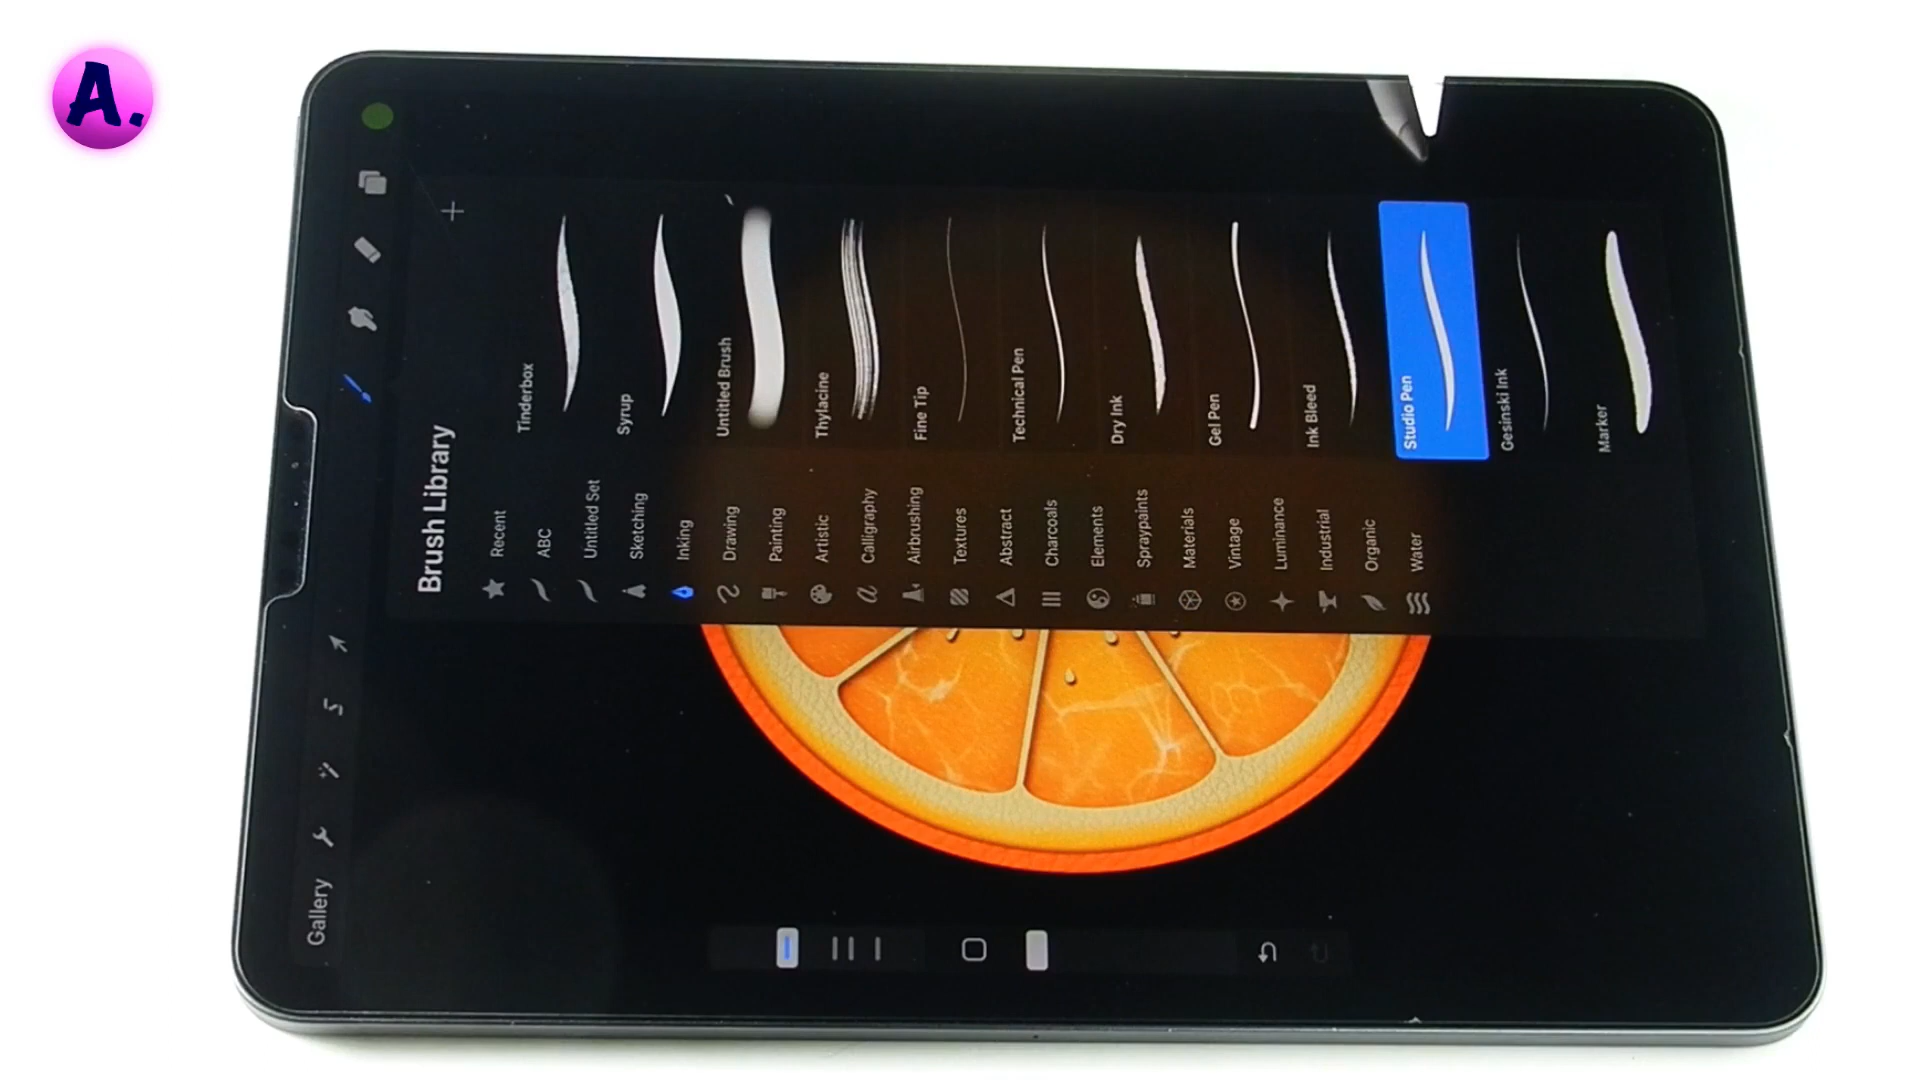 A.
Gallery
Brush Library
Recent
ABC
Untitled Set
Sketching
Inking
Drawing
Painting
Artistic
Calligraphy
Airbrushing
Textures
Abstract
Charcoals
Elements
Spraypaints
Materials
Vintage
Luminance
Industrial
Organic
Water
Tinderbox
Syrup
Untitled Brush
Thylacine
Fine Tip
Technical Pen
Dry Ink
Gel Pen
Ink Bleed
Studio Pen
Gesinski Ink
Marker